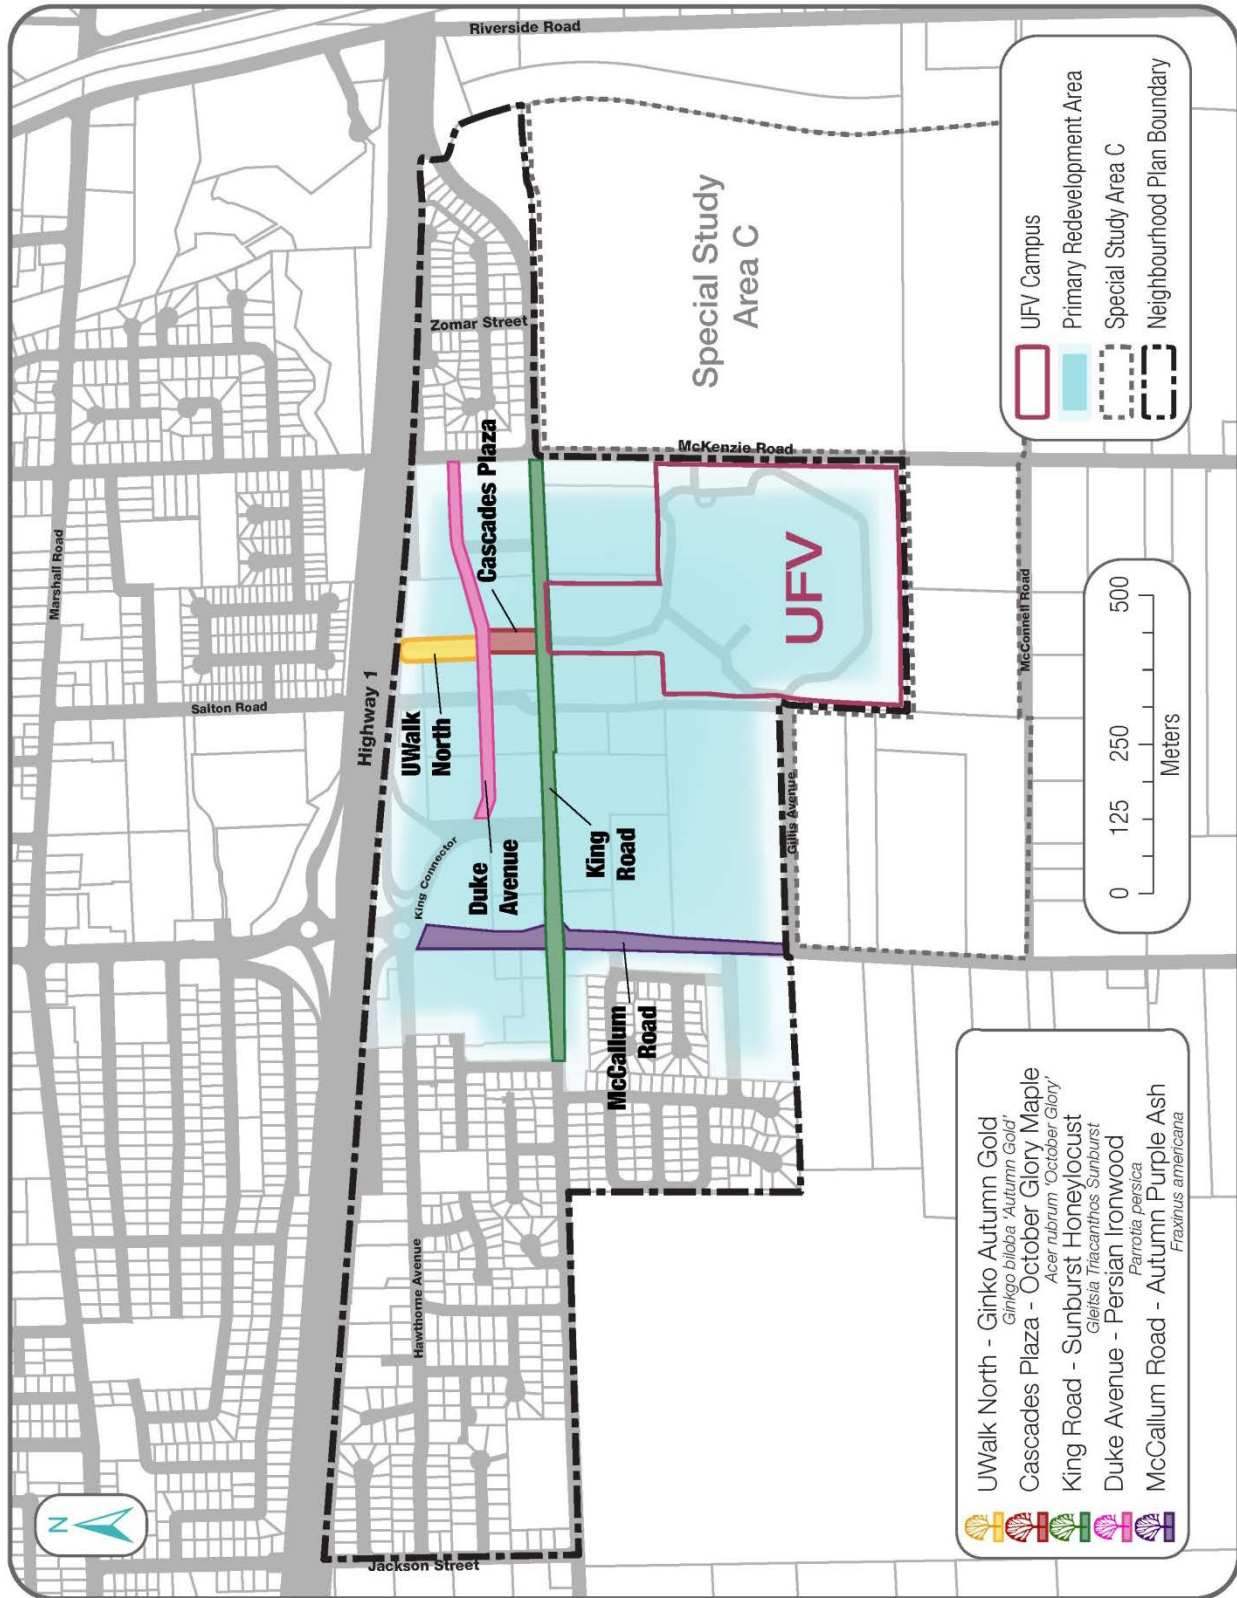 N
Riverside Road
Marshall Road
Salton Road
Highway 1
Zomar Street
Special Study
Area C
McKenzie Road
Cascades Plaza
UWalk
North
UFV
King Connector
Duke
Avenue
King
Road
Gillis Avenue
McConnell Road
McCallum
Road
Hawthorne Avenue
Jackson Street
UWalk North - Ginko Autumn Gold
Ginkgo biloba 'Autumn Gold'
Cascades Plaza - October Glory Maple
Acer rubrum 'October Glory'
King Road - Sunburst Honeylocust
Gleitsia Triacanthos Sunburst
Duke Avenue - Persian Ironwood
Parrotia persica
McCallum Road - Autumn Purple Ash
Fraxinus americana
0 125 250 500
Meters
UFV Campus
Primary Redevelopment Area
Special Study Area C
Neighbourhood Plan Boundary